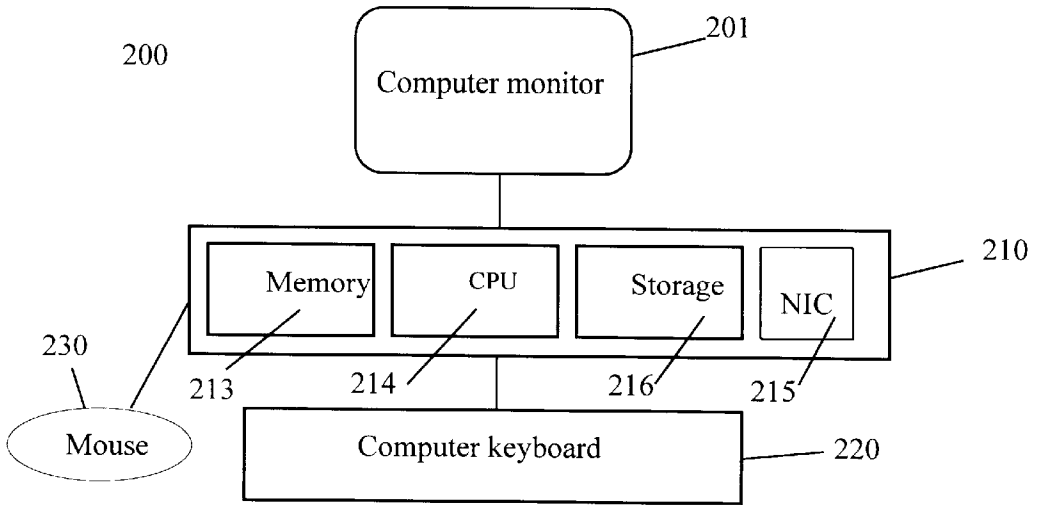 200
201
Computer monitor
210
Memory
CPU
Storage
NIC
230
213
214
216
215
Mouse
Computer keyboard
220